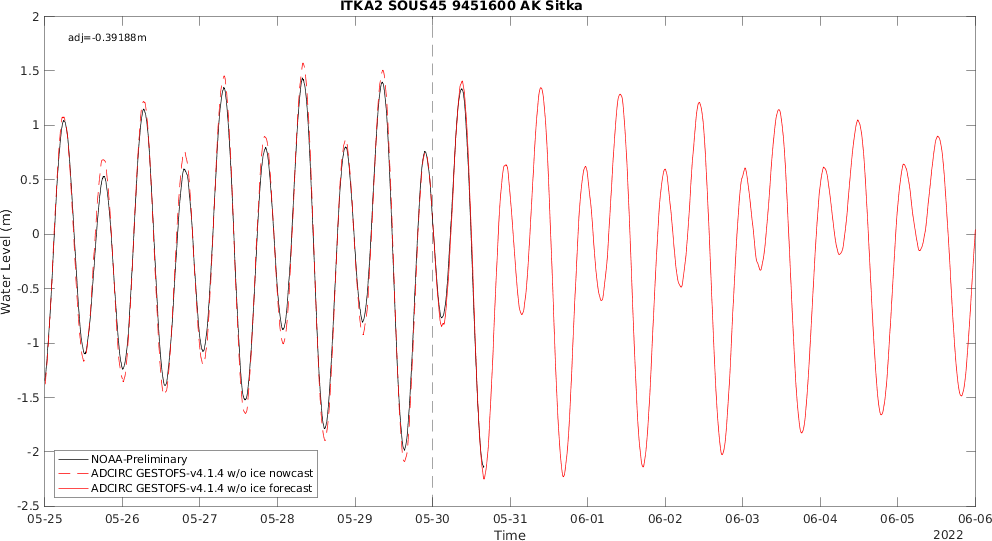 ITKA2 SOUS45 9451600 AK Sitka
adj=-0.39188m
Water Level (m)
2
1.5
1
0.5
0
-0.5
-1
-1.5
-2
-2.5
NOAA-Preliminary
ADCIRC GESTOFS-v4.1.4 w/o ice nowcast
ADCIRC GESTOFS-v4.1.4 w/o ice forecast
05-25 05-26 05-27 05-28 05-29 05-30 05-31 06-01 06-02 06-03 06-04 06-05 06-06
Time
2022